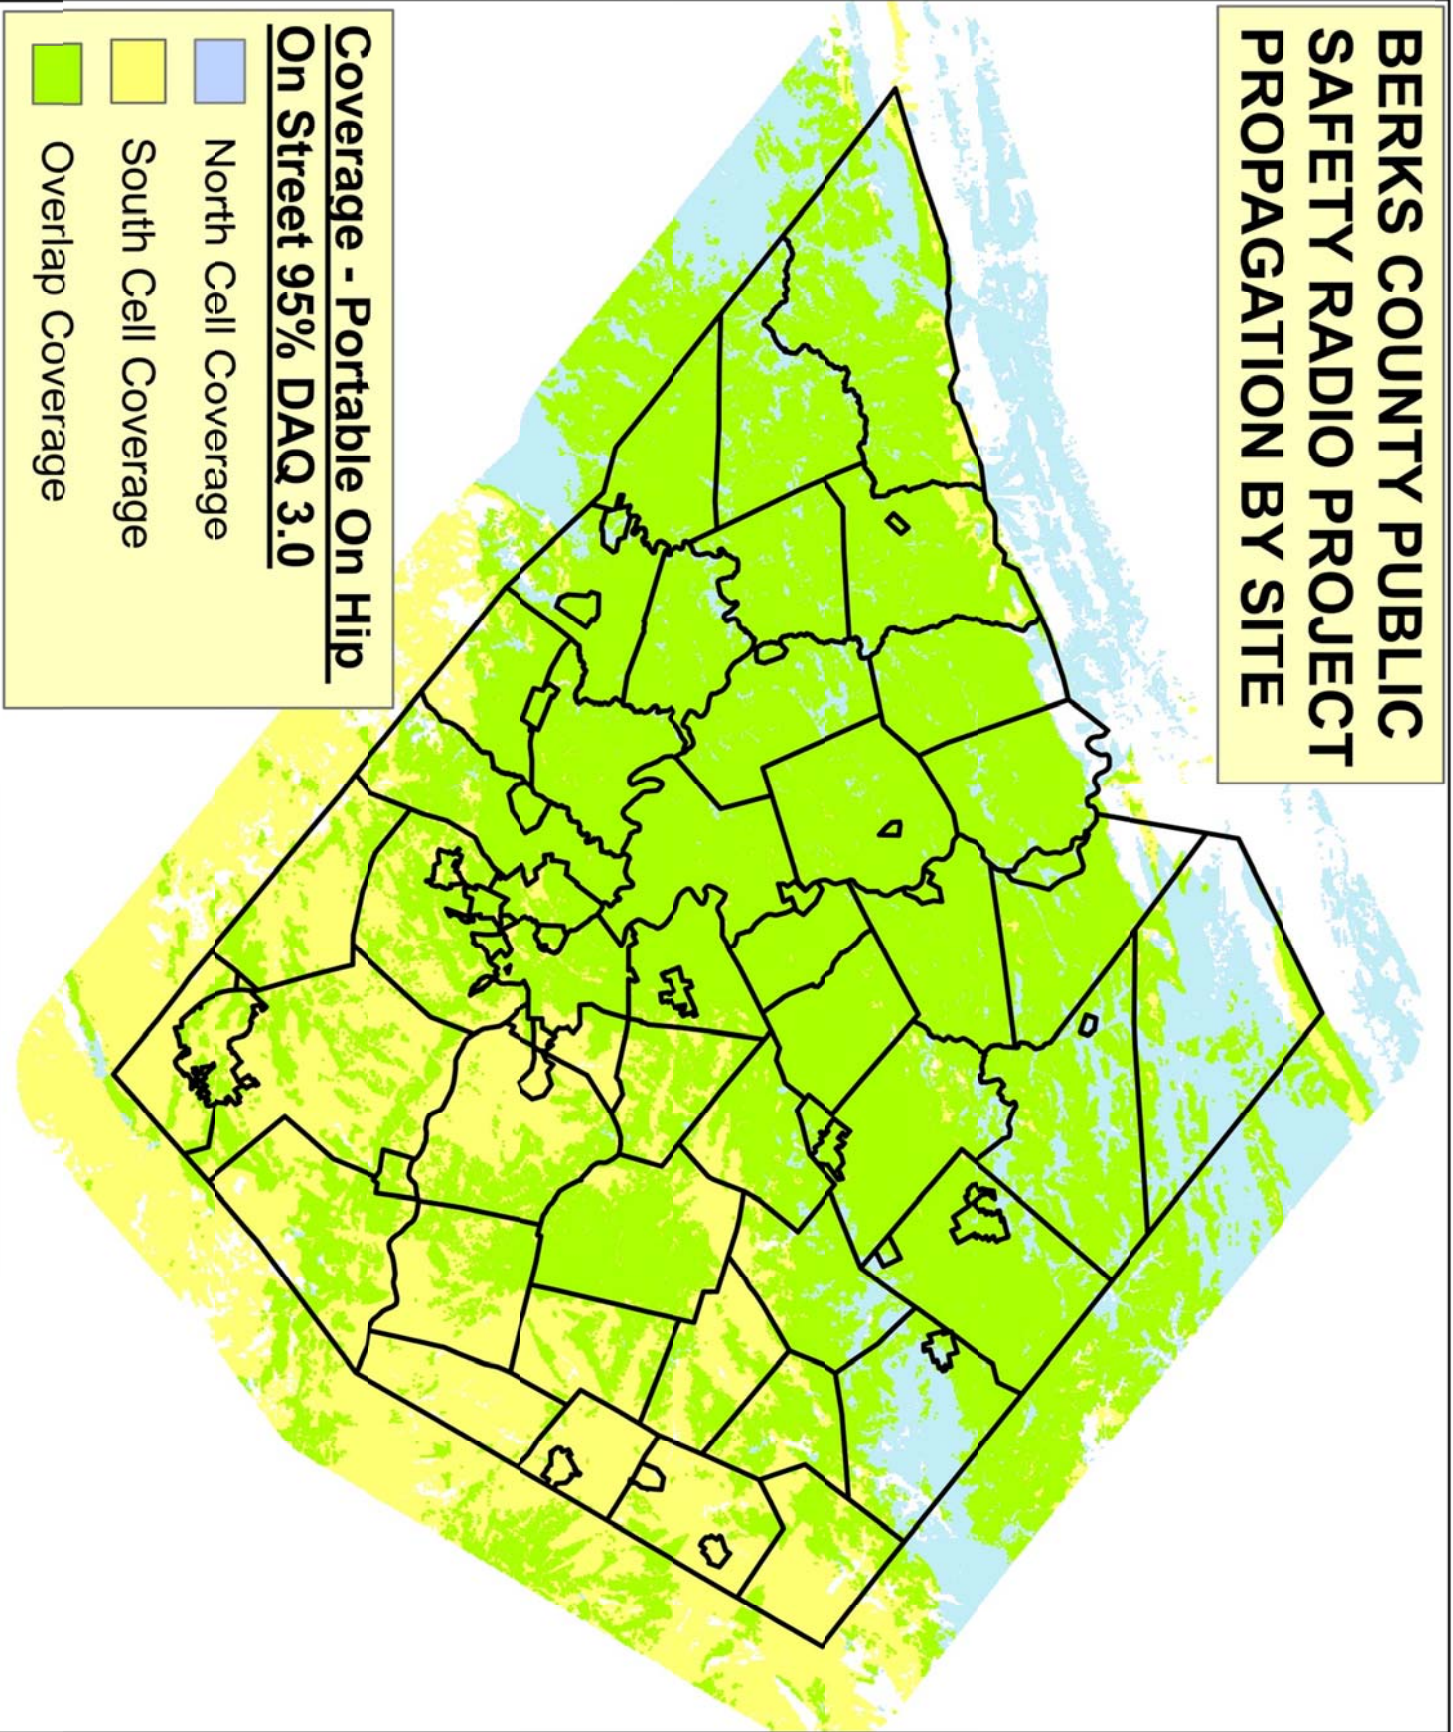 BERKS COUNTY PUBLIC
SAFETY RADIO PROJECT
PROPAGATION BY SITE
Coverage - Portable On Hip
On Street 95% DAQ 3.0
North Cell Coverage
South Cell Coverage
Overlap Coverage